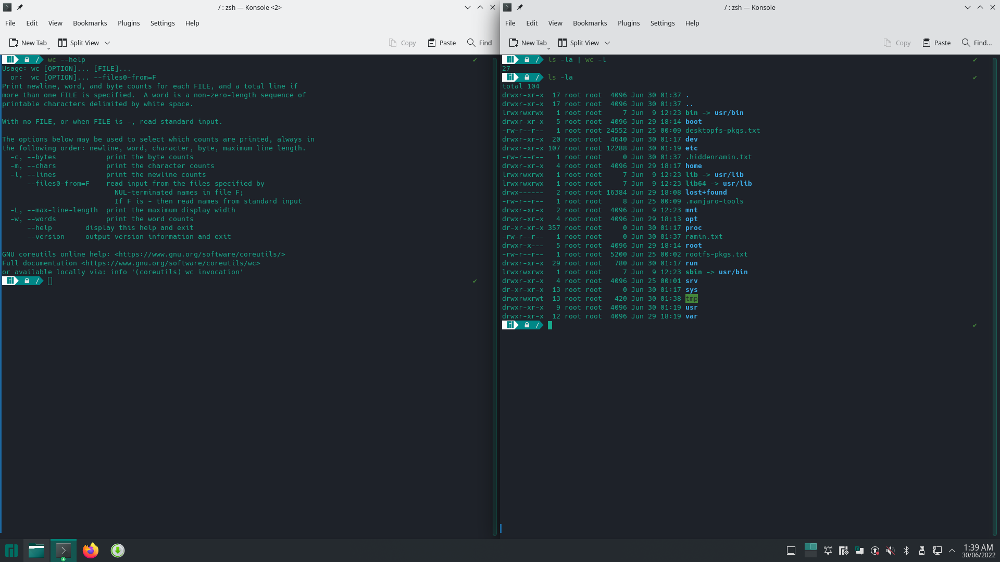 / : zsh — Konsole <2>
File Edit View Bookmarks Plugins Settings Help
New Tab Split View Copy Paste Find
/ wc --help ✔
Usage: wc [OPTION]... [FILE]...
  or:  wc [OPTION]... --files0-from=F
Print newline, word, and byte counts for each FILE, and a total line if
more than one FILE is specified.  A word is a non-zero-length sequence of
printable characters delimited by white space.

With no FILE, or when FILE is -, read standard input.

The options below may be used to select which counts are printed, always in
the following order: newline, word, character, byte, maximum line length.
  -c, --bytes            print the byte counts
  -m, --chars            print the character counts
  -l, --lines            print the newline counts
      --files0-from=F    read input from the files specified by
                           NUL-terminated names in file F;
                           If F is - then read names from standard input
  -L, --max-line-length  print the maximum display width
  -w, --words            print the word counts
      --help        display this help and exit
      --version     output version information and exit

GNU coreutils online help: <https://www.gnu.org/software/coreutils/>
Full documentation <https://www.gnu.org/software/coreutils/wc>
or available locally via: info '(coreutils) wc invocation'
/ ✔
/ : zsh — Konsole
File Edit View Bookmarks Plugins Settings Help
New Tab Split View Copy Paste Find...
/ ls -la | wc -l ✔
27
/ ls -la ✔
total 104
drwxr-xr-x  17 root root  4096 Jun 30 01:37 .
drwxr-xr-x  17 root root  4096 Jun 30 01:37 ..
lrwxrwxrwx   1 root root     7 Jun  9 12:23 bin -> usr/bin
drwxr-xr-x   5 root root  4096 Jun 29 18:14 boot
-rw-r--r--   1 root root 24552 Jun 25 00:09 desktopfs-pkgs.txt
drwxr-xr-x  20 root root  4640 Jun 30 01:17 dev
drwxr-xr-x 107 root root 12288 Jun 30 01:19 etc
-rw-r--r--   1 root root     0 Jun 30 01:37 .hiddenramin.txt
drwxr-xr-x   4 root root  4096 Jun 29 18:17 home
lrwxrwxrwx   1 root root     7 Jun  9 12:23 lib -> usr/lib
lrwxrwxrwx   1 root root     7 Jun  9 12:23 lib64 -> usr/lib
drwx------   2 root root 16384 Jun 29 18:08 lost+found
-rw-r--r--   1 root root     8 Jun 25 00:09 .manjaro-tools
drwxr-xr-x   2 root root  4096 Jun  9 12:23 mnt
drwxr-xr-x   4 root root  4096 Jun 29 18:13 opt
dr-xr-xr-x 357 root root     0 Jun 30 01:17 proc
-rw-r--r--   1 root root     0 Jun 30 01:37 ramin.txt
drwxr-x---   5 root root  4096 Jun 29 18:14 root
-rw-r--r--   1 root root  5200 Jun 25 00:02 rootfs-pkgs.txt
drwxr-xr-x  29 root root   780 Jun 30 01:17 run
lrwxrwxrwx   1 root root     7 Jun  9 12:23 sbin -> usr/bin
drwxr-xr-x   4 root root  4096 Jun 25 00:01 srv
dr-xr-xr-x  13 root root     0 Jun 30 01:17 sys
drwxrwxrwt  13 root root   420 Jun 30 01:38 tmp
drwxr-xr-x   9 root root  4096 Jun 30 01:19 usr
drwxr-xr-x  12 root root  4096 Jun 29 18:19 var
/ ✔
1:39 AM
30/06/2022